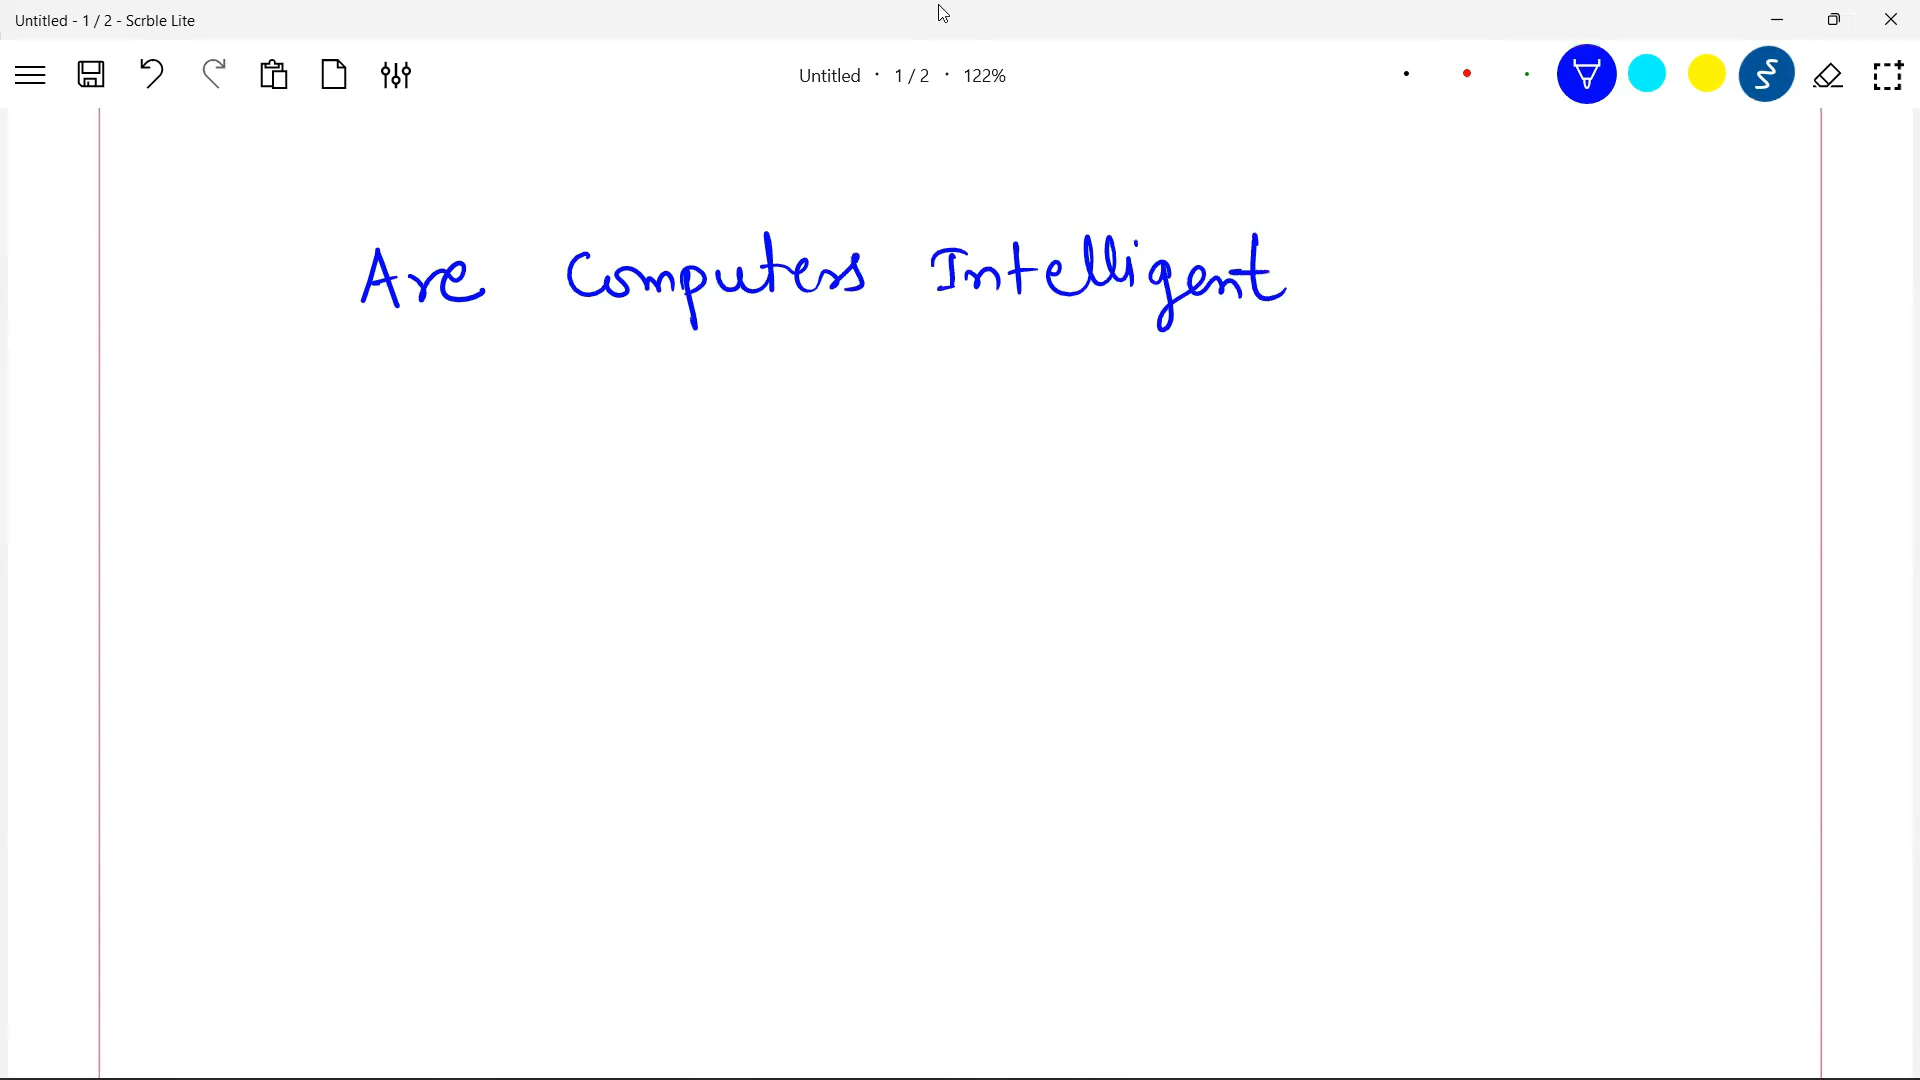 Untitled - 1 / 2 - Scrble Lite
Untitled · 1 / 2 · 122%
Are Computers Intelligent